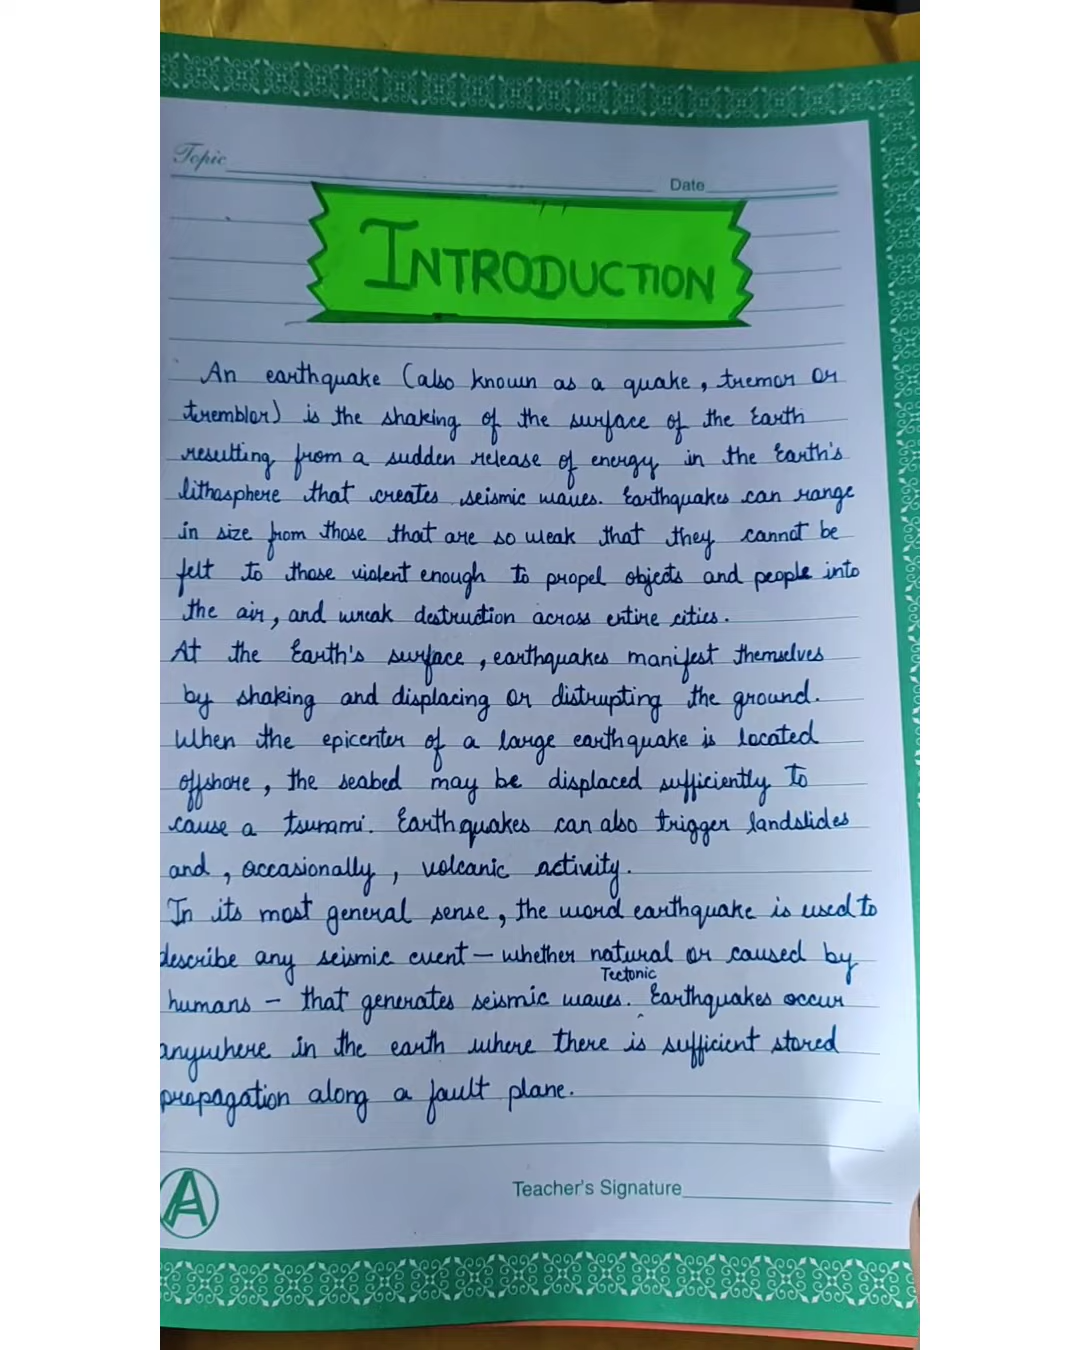 Topic
Date
INTRODUCTION
An earthquake (also known as a quake, tremor or
tremblor) is the shaking of the surface of the Earth
resulting from a sudden release of energy in the Earth's
lithosphere that creates seismic waves. Earthquakes can range
in size from those that are so weak that they cannot be
felt to those violent enough to propel objects and people into
the air, and wreak destruction across entire cities.
At the Earth's surface, earthquakes manifest themselves
by shaking and displacing or distrupting the ground.
When the epicenter of a large earthquake is located
offshore, the seabed may be displaced sufficiently to
cause a tsunami. Earthquakes can also trigger landslides
and, occasionally, volcanic activity.
In its most general sense, the word earthquake is used to
describe any seismic event — whether natural or caused by
humans - that generates seismic waves. Tectonic Earthquakes occur
anywhere in the earth where there is sufficient stored
propagation along a fault plane.
A
Teacher's Signature